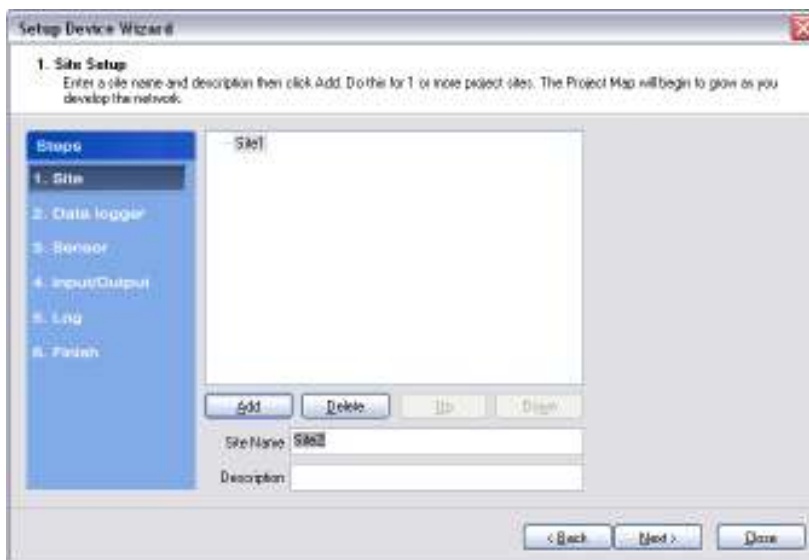 Setup Device Wizard
1. Site Setup
Enter a site name and description then click Add. Do this for 1 or more project sites. The Project Map will begin to grow as you
develop the network.
Steps
1. Site
2. Data logger
3. Sensor
4. Input/Output
5. Log
6. Finish
Site1
Add
Delete
Up
Down
Site Name
Site2
Description
< Back
Next >
Close